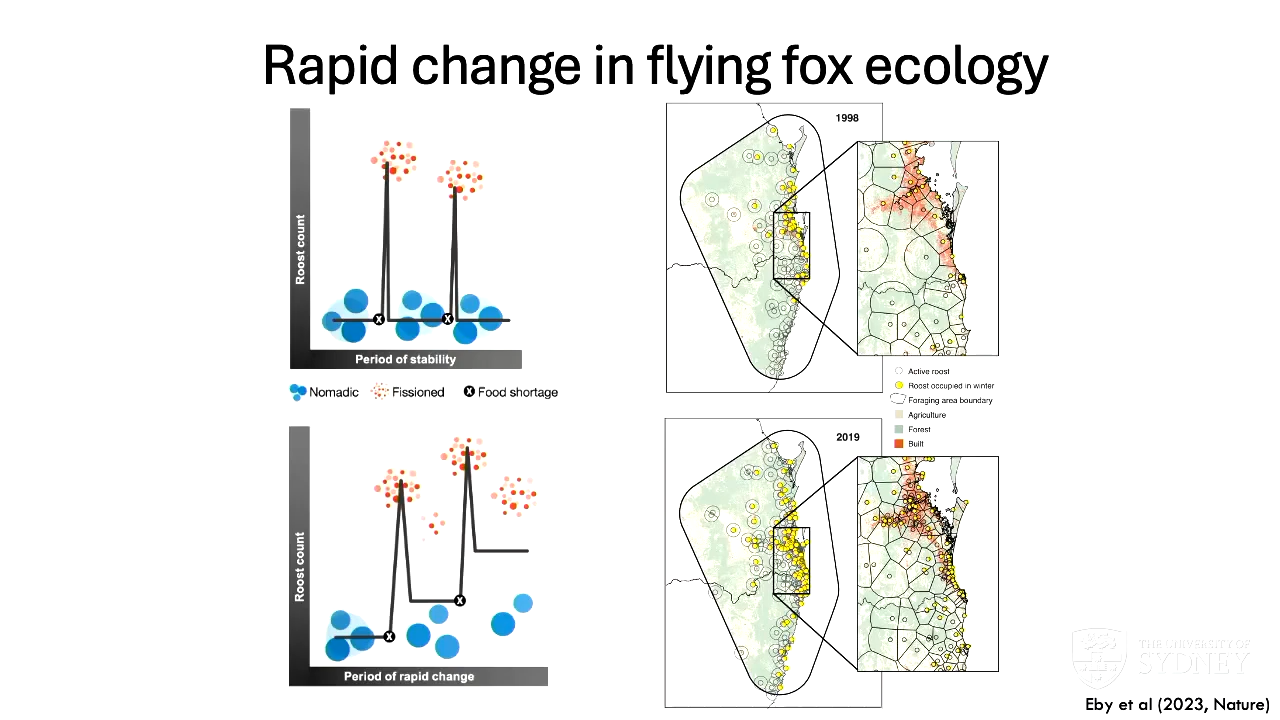 Rapid change in flying fox ecology
Roost count
Period of stability
Nomadic
Fissioned
X Food shortage
Roost count
Period of rapid change
1998
Active roost
Roost occupied in winter
Foraging area boundary
Agriculture
Forest
Built
2019
THE UNIVERSITY OF
SYDNEY
Eby et al (2023, Nature)